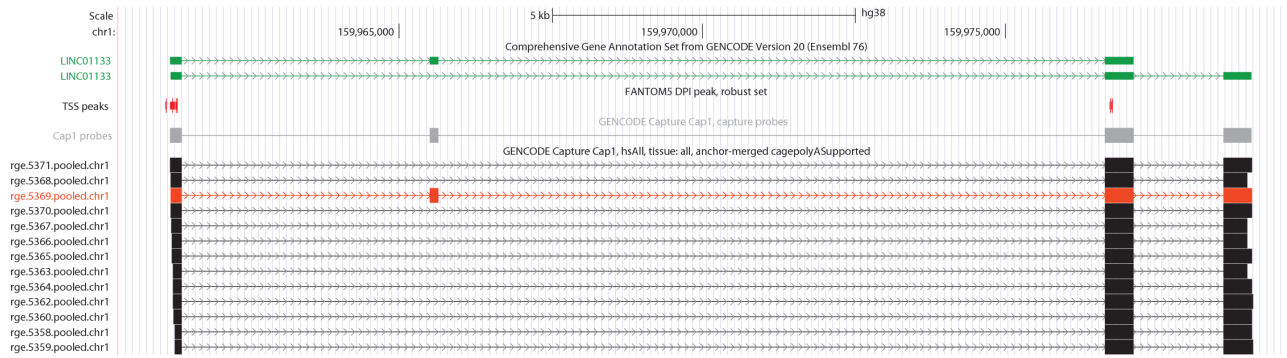 Scale 5 kb hg38
chr1: 159,965,000 159,970,000 159,975,000
Comprehensive Gene Annotation Set from GENCODE Version 20 (Ensembl 76)
LINC01133
LINC01133
FANTOM5 DPI peak, robust set
TSS peaks
GENCODE Capture Cap1, capture probes
Cap1 probes
GENCODE Capture Cap1, hsAll, tissue: all, anchor-merged cagepolyASupported
rge.5371.pooled.chr1
rge.5368.pooled.chr1
rge.5369.pooled.chr1
rge.5370.pooled.chr1
rge.5367.pooled.chr1
rge.5366.pooled.chr1
rge.5365.pooled.chr1
rge.5363.pooled.chr1
rge.5364.pooled.chr1
rge.5362.pooled.chr1
rge.5360.pooled.chr1
rge.5358.pooled.chr1
rge.5359.pooled.chr1